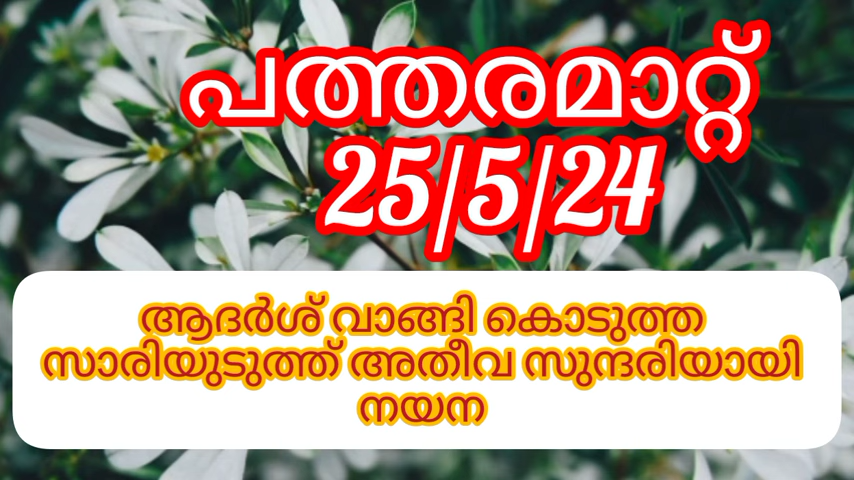 പത്തരമാറ്റ്
25/5/24
ആദർശ് വാങ്ങി കൊടുത്ത
സാരിയുടുത്ത് അതീവ സുന്ദരിയായി
നയന